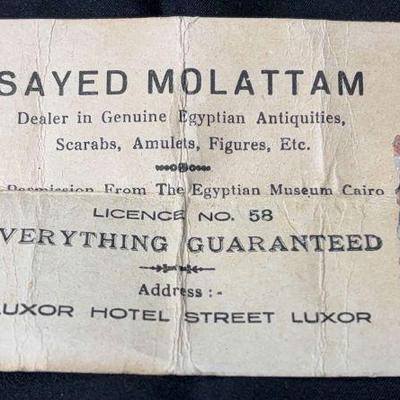 SAYED MOLATTAM
Dealer in Genuine Egyptian Antiquities,
Scarabs, Amulets, Figures, Etc.
Permission From The Egyptian Museum Cairo
LICENCE NO. 58
VERYTHING GUARANTEED
Address :-
LUXOR HOTEL STREET LUXOR